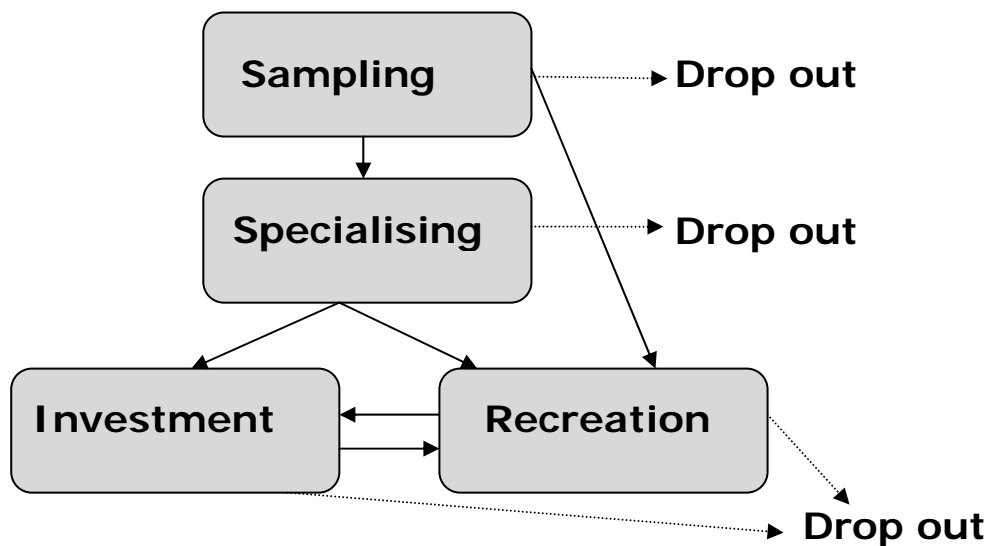 Sampling
Drop out
Specialising
Drop out
Investment
Recreation
Drop out